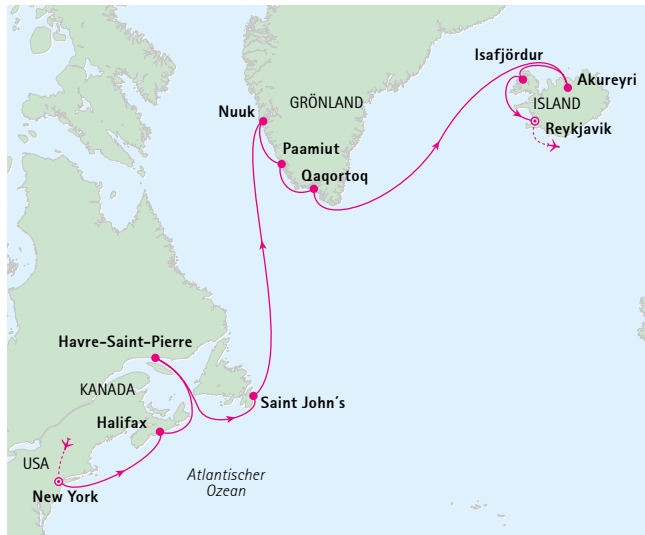 Isafjördur
Akureyri
GRÖNLAND
ISLAND
Nuuk
Reykjavik
Paamiut
Qaqortoq
Havre-Saint-Pierre
KANADA
Saint John´s
Halifax
USA
Atlantischer
Ozean
New York